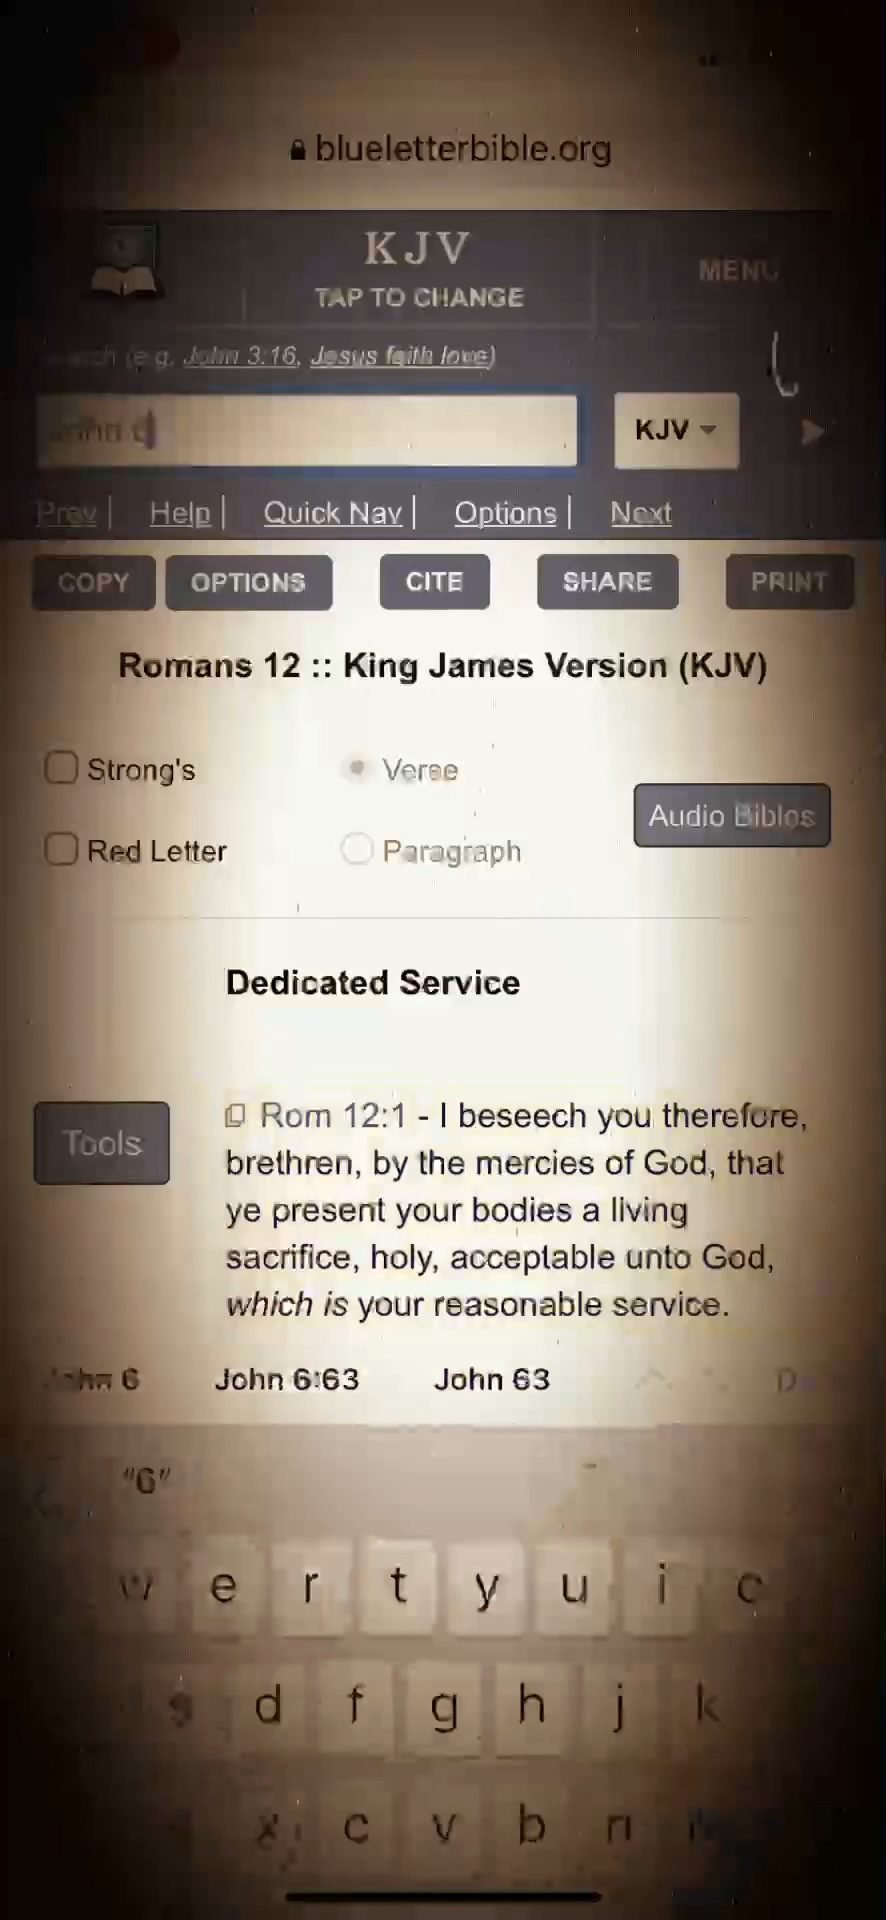 blueletterbible.org
KJV
TAP TO CHANGE
MENU
(e.g. John 3:16, Jesus faith love)
KJV
Prev | Help | Quick Nav | Options | Next
COPY OPTIONS CITE SHARE PRINT
Romans 12 :: King James Version (KJV)
Strong's Verse
Audio Bibles
Red Letter Paragraph
Dedicated Service
Tools
Rom 12:1 - I beseech you therefore,
brethren, by the mercies of God, that
ye present your bodies a living
sacrifice, holy, acceptable unto God,
which is your reasonable service.
John 6 John 6:63 John 63
"6"
w e r t y u i
s d f g h j k
x c v b n